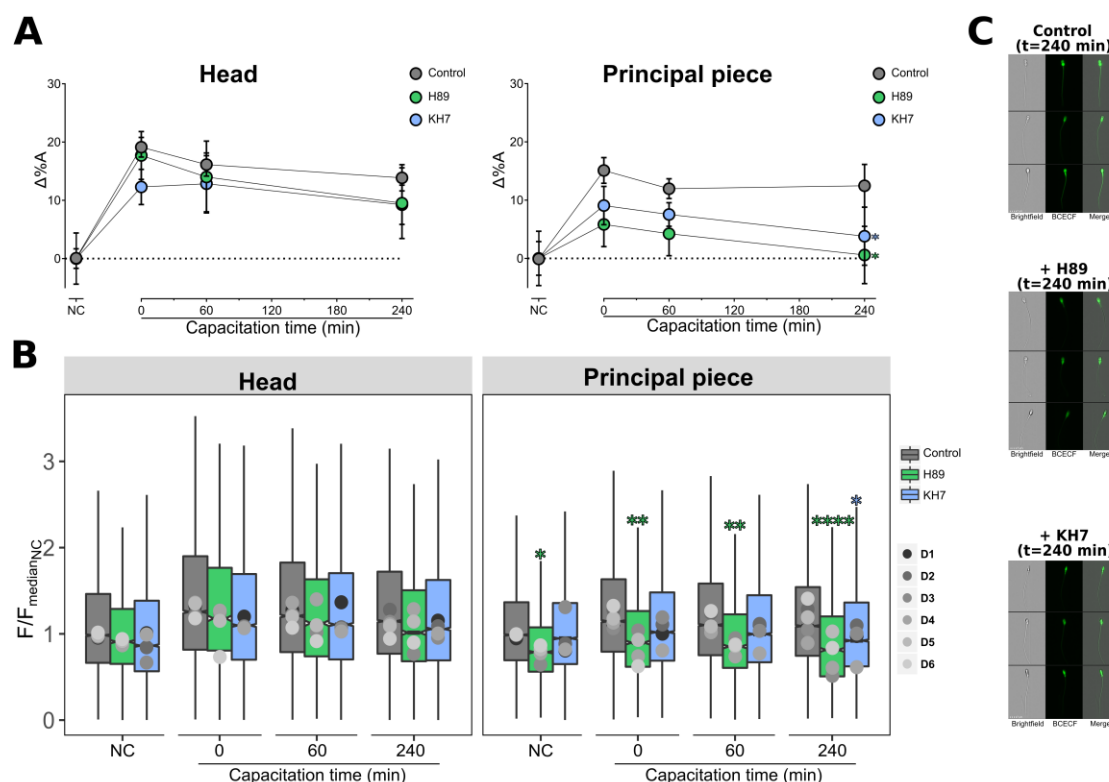 A
Head
Control
H89
KH7
30
20
10
0
Δ%A
NC
0
60
120
180
240
Capacitation time (min)
Principal piece
Control
H89
KH7
30
20
10
0
Δ%A
NC
0
60
120
180
240
Capacitation time (min)
*
*
B
Head
Principal piece
F/FmedianNC
3
2
1
0
NC
0
60
240
Capacitation time (min)
*
**
**
****
*
NC
0
60
240
Capacitation time (min)
Control
H89
KH7
D1
D2
D3
D4
D5
D6
C
Control
(t=240 min)
Brightfield BCECF Merge
+ H89
(t=240 min)
Brightfield BCECF Merge
+ KH7
(t=240 min)
Brightfield BCECF Merge